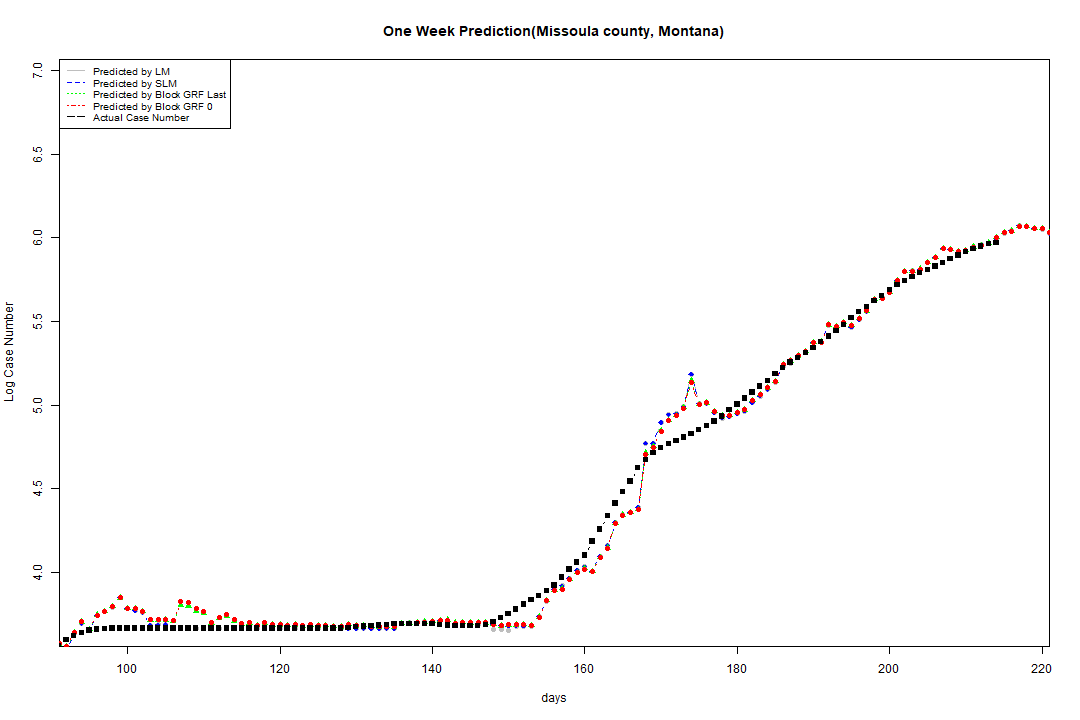 One Week Prediction(Missoula county, Montana)
7.0
Predicted by LM
Predicted by SLM
Predicted by Block GRF Last
Predicted by Block GRF 0
Actual Case Number
6.5
6.0
5.5
5.0
4.5
4.0
Log Case Number
100 120 140 160 180 200 220
days